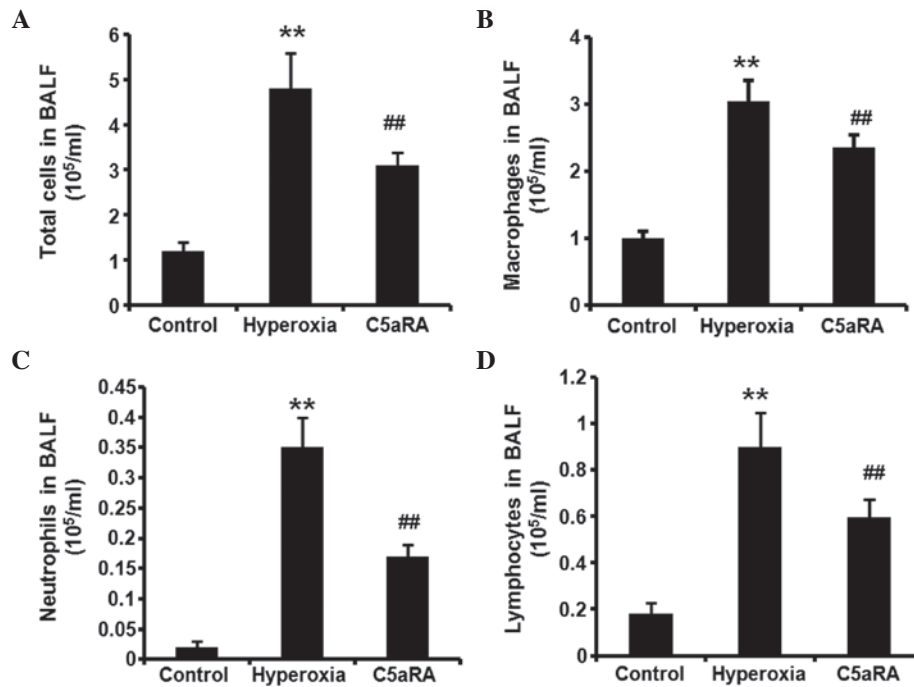 A
Total cells in BALF
(10⁵/ml)
6
5
4
3
2
1
0
**
##
Control Hyperoxia C5aRA
B
Macrophages in BALF
(10⁵/ml)
4
3
2
1
0
**
##
Control Hyperoxia C5aRA
C
Neutrophils in BALF
(10⁵/ml)
0.45
0.4
0.35
0.3
0.25
0.2
0.15
0.1
0.05
0
**
##
Control Hyperoxia C5aRA
D
Lymphocytes in BALF
(10⁵/ml)
1.2
1
0.8
0.6
0.4
0.2
0
**
##
Control Hyperoxia C5aRA